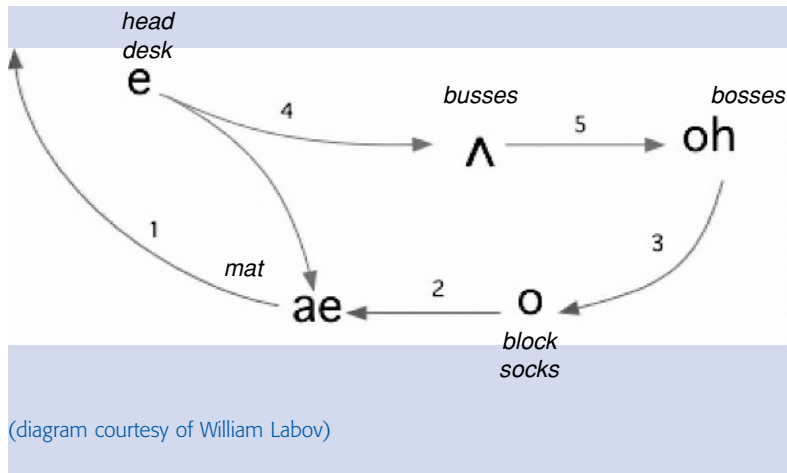 head
desk
e
4
busses
bosses
ʌ
5
oh
1
3
mat
ae
2
o
block
socks
(diagram courtesy of William Labov)